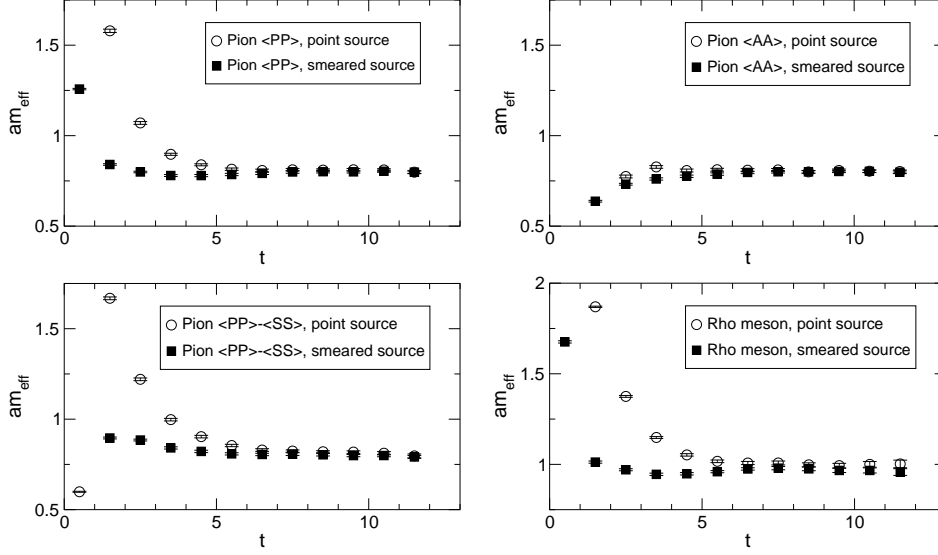 1.5
1
0.5
am_eff
0 5 10
t
Pion <PP>, point source
Pion <PP>, smeared source
1.5
1
0.5
am_eff
0 5 10
t
Pion <AA>, point source
Pion <AA>, smeared source
1.5
1
0.5
am_eff
0 5 10
t
Pion <PP>-<SS>, point source
Pion <PP>-<SS>, smeared source
2
1.5
1
0.5
am_eff
0 5 10
t
Rho meson, point source
Rho meson, smeared source